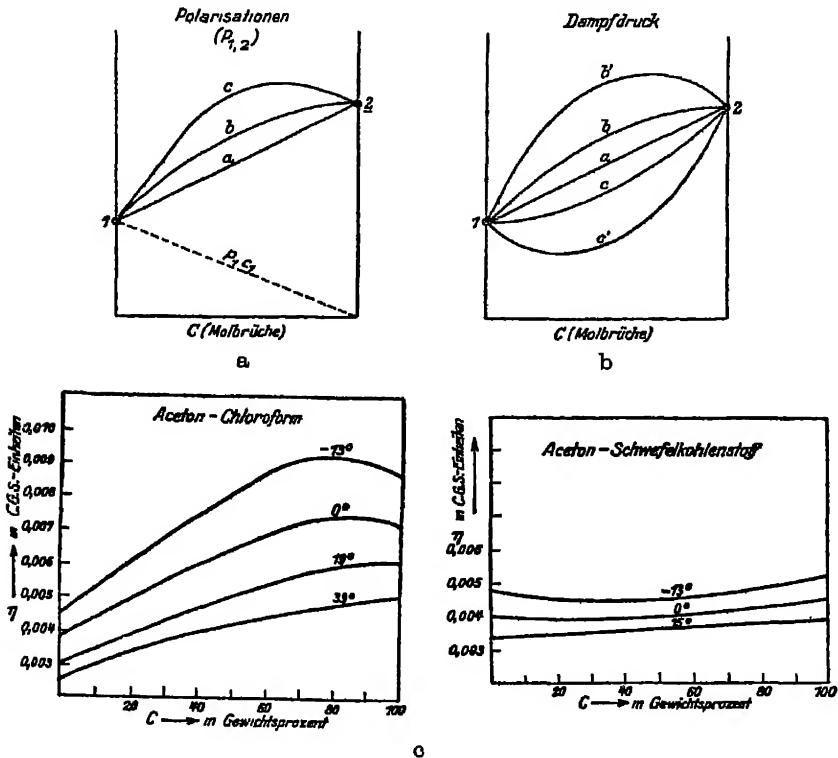 Polarisationen
(P1,2)
c
b
a
1
2
P1 c1
C (Molbrüche)
a
Dampfdruck
b'
b
a
c
c'
1
2
C (Molbrüche)
b
Aceton-Chloroform
η → in C.G.S.-Einheiten
0,010
0,009
0,008
0,007
0,006
0,005
0,004
0,003
-13°
0°
19°
39°
20
40
60
80
100
C → in Gewichtsprozent
Aceton-Schwefelkohlenstoff
η in C.G.S.-Einheiten →
0,006
0,005
0,004
0,003
-13°
0°
15°
20
40
60
80
100
C → in Gewichtsprozent
c